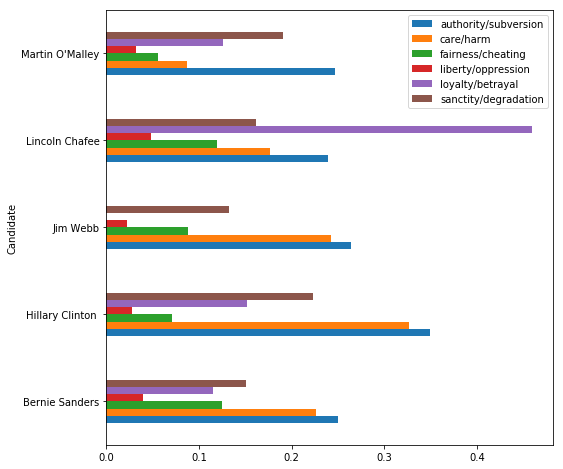 authority/subversion
care/harm
fairness/cheating
liberty/oppression
loyalty/betrayal
sanctity/degradation
Candidate
Martin O'Malley
Lincoln Chafee
Jim Webb
Hillary Clinton
Bernie Sanders
0.0 0.1 0.2 0.3 0.4